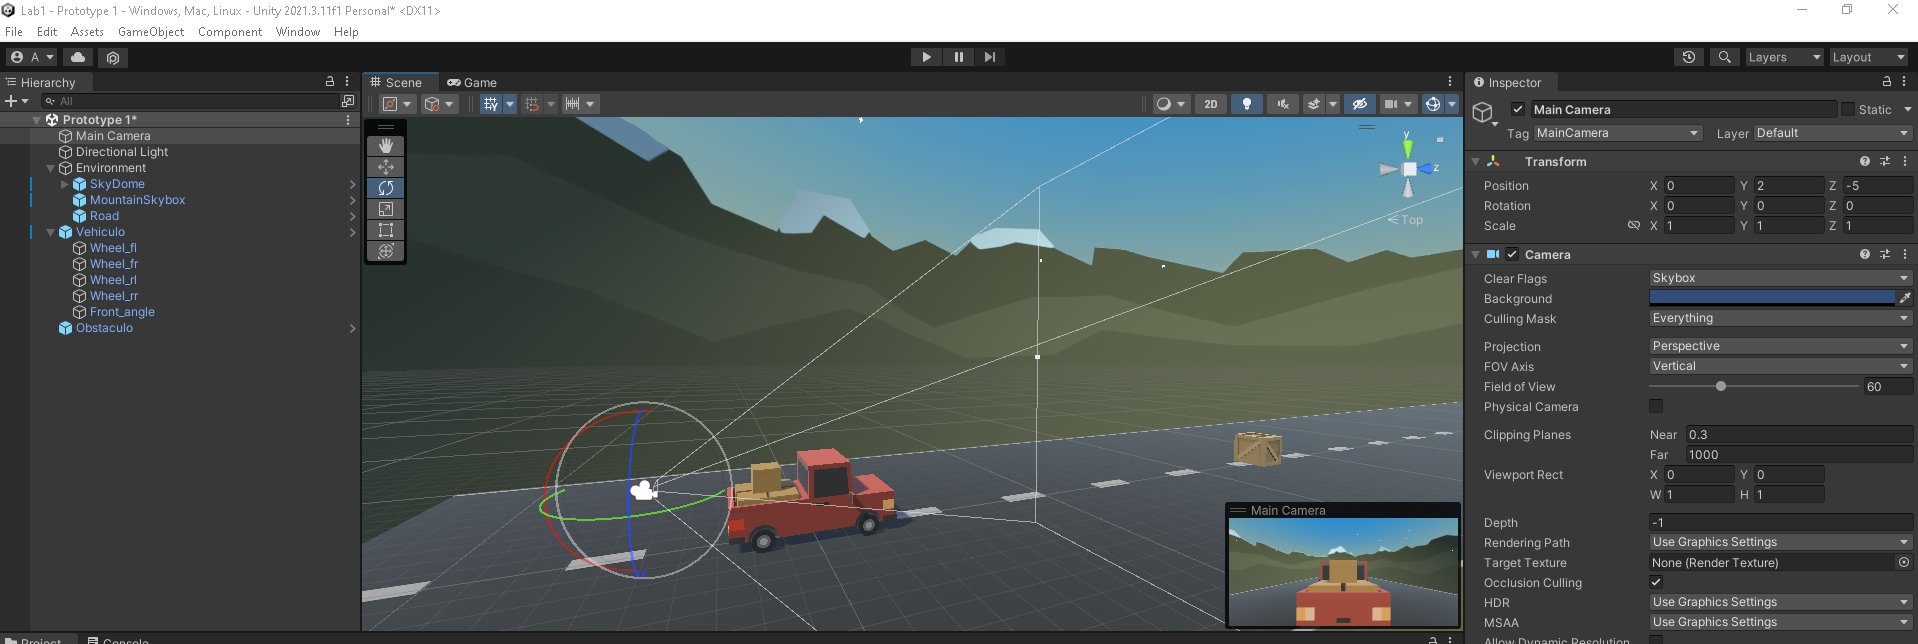 Lab1 - Prototype 1 - Windows, Mac, Linux - Unity 2021.3.11f1 Personal* <DX11>
File Edit Assets GameObject Component Window Help
A
Layers Layout
Hierarchy
All
Prototype 1*
Main Camera
Directional Light
Environment
SkyDome
MountainSkybox
Road
Vehiculo
Wheel_fl
Wheel_fr
Wheel_rl
Wheel_rr
Front_angle
Obstaculo
Scene Game
2D
y
z
Top
Main Camera
Inspector
Main Camera Static
Tag MainCamera Layer Default
Transform
Position X 0 Y 2 Z -5
Rotation X 0 Y 0 Z 0
Scale X 1 Y 1 Z 1
Camera
Clear Flags Skybox
Background
Culling Mask Everything
Projection Perspective
FOV Axis Vertical
Field of View 60
Physical Camera
Clipping Planes Near 0.3
Far 1000
Viewport Rect X 0 Y 0
W 1 H 1
Depth -1
Rendering Path Use Graphics Settings
Target Texture None (Render Texture)
Occlusion Culling
HDR Use Graphics Settings
MSAA Use Graphics Settings
Allow Dynamic Resolution
Project Console